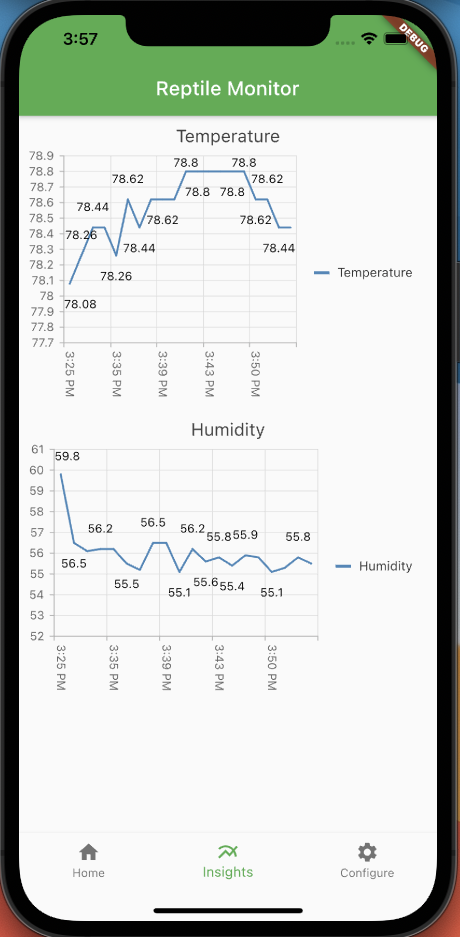 3:57
DEBUG
Reptile Monitor
Temperature
78.9
78.8
78.7
78.6
78.5
78.4
78.3
78.2
78.1
78
77.9
77.8
77.7
78.08
78.26
78.44
78.26
78.62
78.44
78.62
78.8
78.8
78.8
78.8
78.62
78.62
78.44
3:25 PM
3:35 PM
3:39 PM
3:43 PM
3:50 PM
Temperature
Humidity
61
60
59
58
57
56
55
54
53
52
59.8
56.5
56.2
55.5
56.5
55.1
56.2
55.6
55.8
55.4
55.9
55.1
55.8
3:25 PM
3:35 PM
3:39 PM
3:43 PM
3:50 PM
Humidity
Home
Insights
Configure